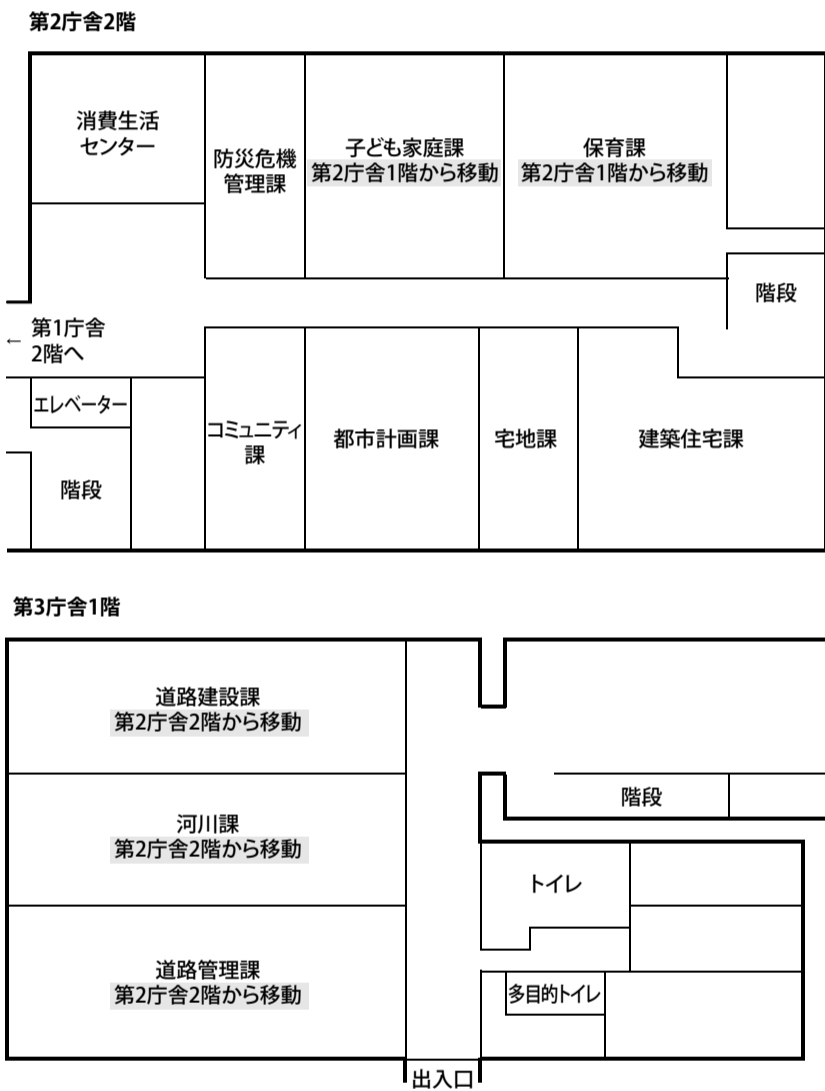 第2庁舎2階
消費生活
センター
防災危機
管理課
子ども家庭課
第2庁舎1階から移動
保育課
第2庁舎1階から移動
階段
← 第1庁舎
2階へ
エレベーター
階段
コミュニティ
課
都市計画課
宅地課
建築住宅課
第3庁舎1階
道路建設課
第2庁舎2階から移動
階段
河川課
第2庁舎2階から移動
トイレ
道路管理課
第2庁舎2階から移動
多目的トイレ
出入口